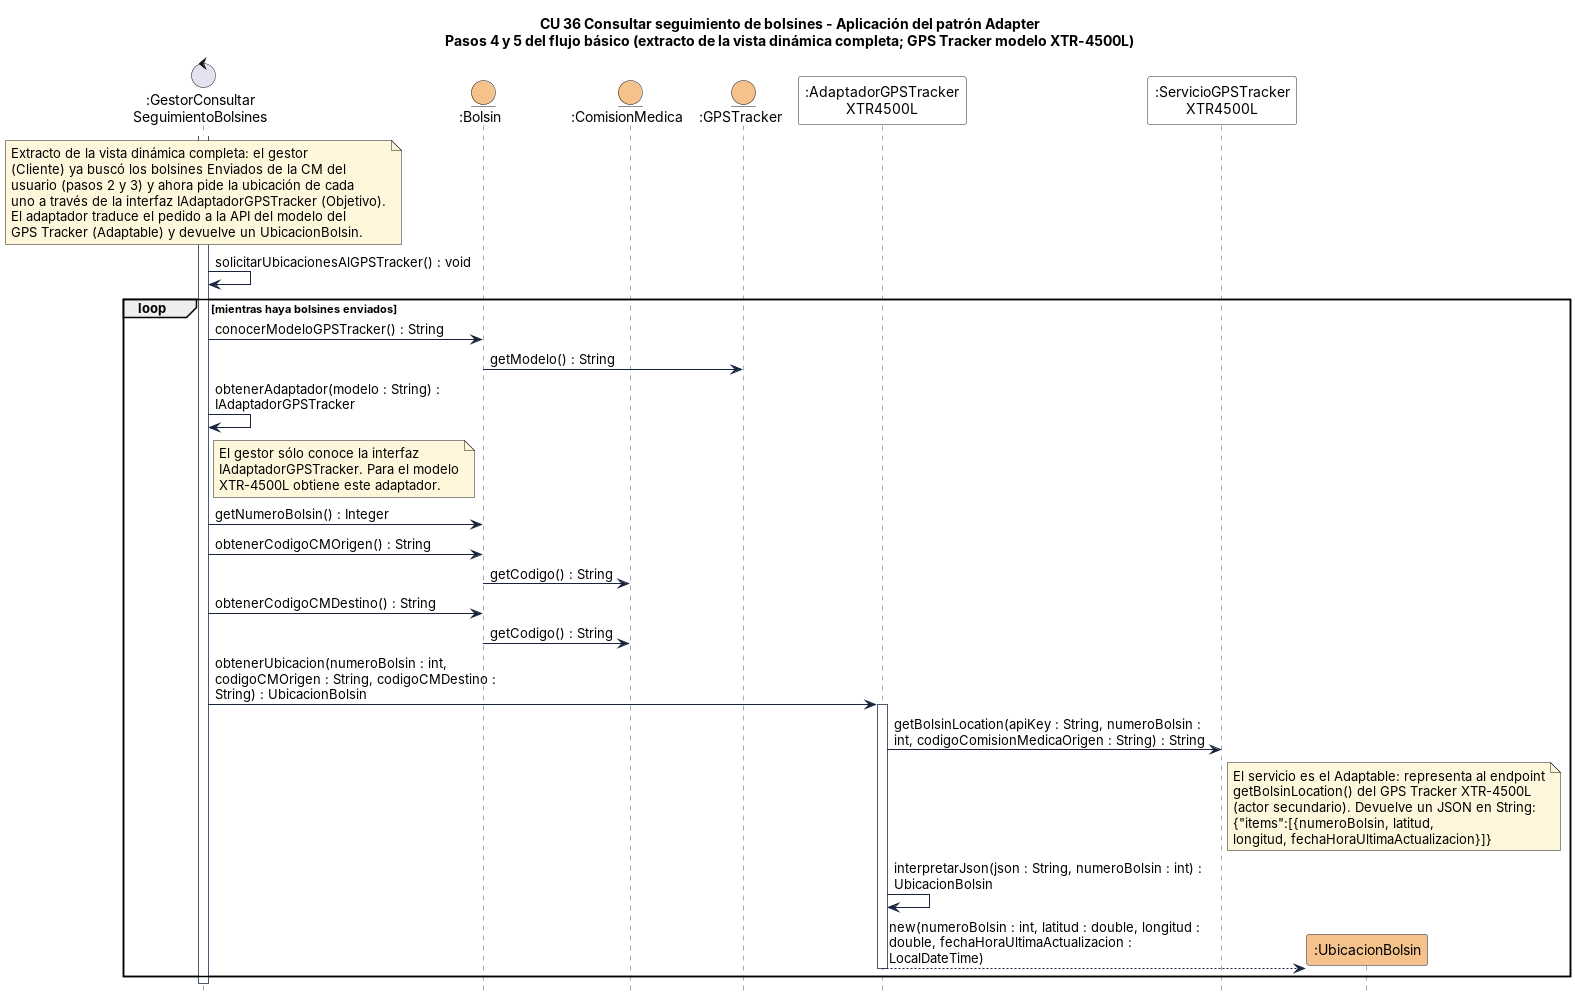 CU 36 Consultar seguimiento de bolsines - Aplicación del patrón Adapter
Pasos 4 y 5 del flujo básico (extracto de la vista dinámica completa; GPS Tracker modelo XTR-4500L)
:GestorConsultar
SeguimientoBolsines
:Bolsin
:ComisionMedica
:GPSTracker
:AdaptadorGPSTracker
XTR4500L
:ServicioGPSTracker
XTR4500L
Extracto de la vista dinámica completa: el gestor
(Cliente) ya buscó los bolsines Enviados de la CM del
usuario (pasos 2 y 3) y ahora pide la ubicación de cada
uno a través de la interfaz IAdaptadorGPSTracker (Objetivo).
El adaptador traduce el pedido a la API del modelo del
GPS Tracker (Adaptable) y devuelve un UbicacionBolsin.
solicitarUbicacionesAlGPSTracker() : void
loop
[mientras haya bolsines enviados]
conocerModeloGPSTracker() : String
getModelo() : String
obtenerAdaptador(modelo : String) :
IAdaptadorGPSTracker
El gestor sólo conoce la interfaz
IAdaptadorGPSTracker. Para el modelo
XTR-4500L obtiene este adaptador.
getNumeroBolsin() : Integer
obtenerCodigoCMOrigen() : String
getCodigo() : String
obtenerCodigoCMDestino() : String
getCodigo() : String
obtenerUbicacion(numeroBolsin : int,
codigoCMOrigen : String, codigoCMDestino :
String) : UbicacionBolsin
getBolsinLocation(apiKey : String, numeroBolsin :
int, codigoComisionMedicaOrigen : String) : String
El servicio es el Adaptable: representa al endpoint
getBolsinLocation() del GPS Tracker XTR-4500L
(actor secundario). Devuelve un JSON en String:
{"items":[{numeroBolsin, latitud,
longitud, fechaHoraUltimaActualizacion}]}
interpretarJson(json : String, numeroBolsin : int) :
UbicacionBolsin
new(numeroBolsin : int, latitud : double, longitud :
double, fechaHoraUltimaActualizacion :
LocalDateTime)
:UbicacionBolsin